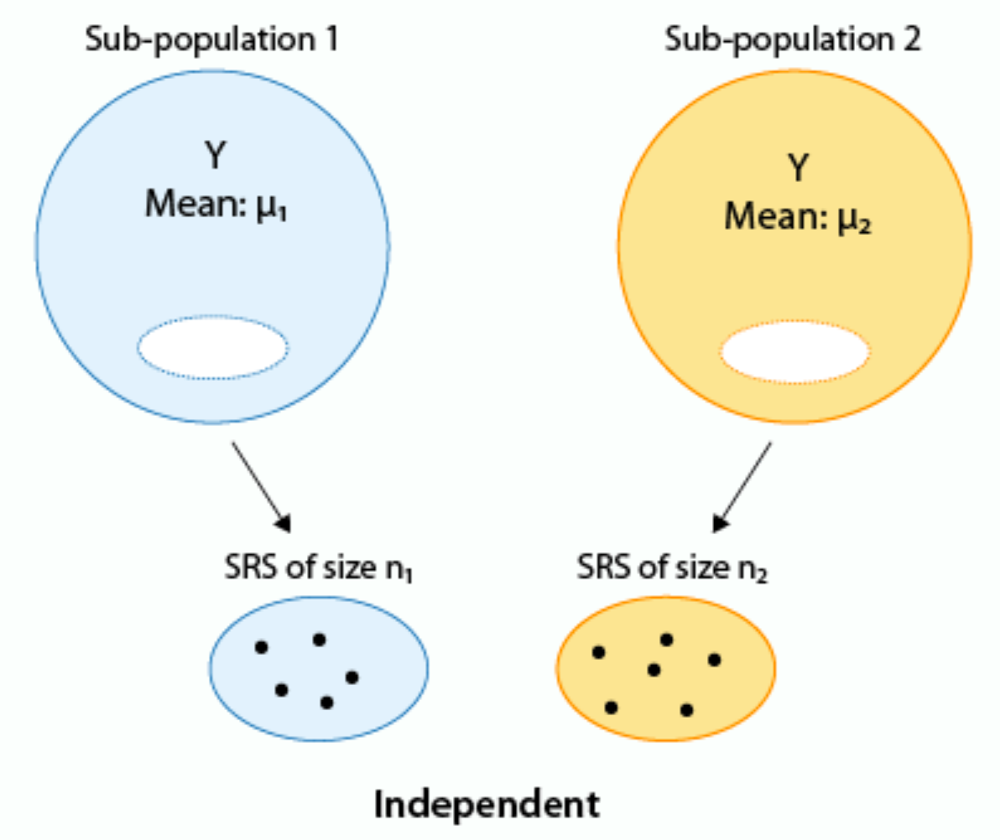 Sub-population 1
Sub-population 2
Y
Mean: μ₁
Y
Mean: μ₂
SRS of size n₁
SRS of size n₂
Independent